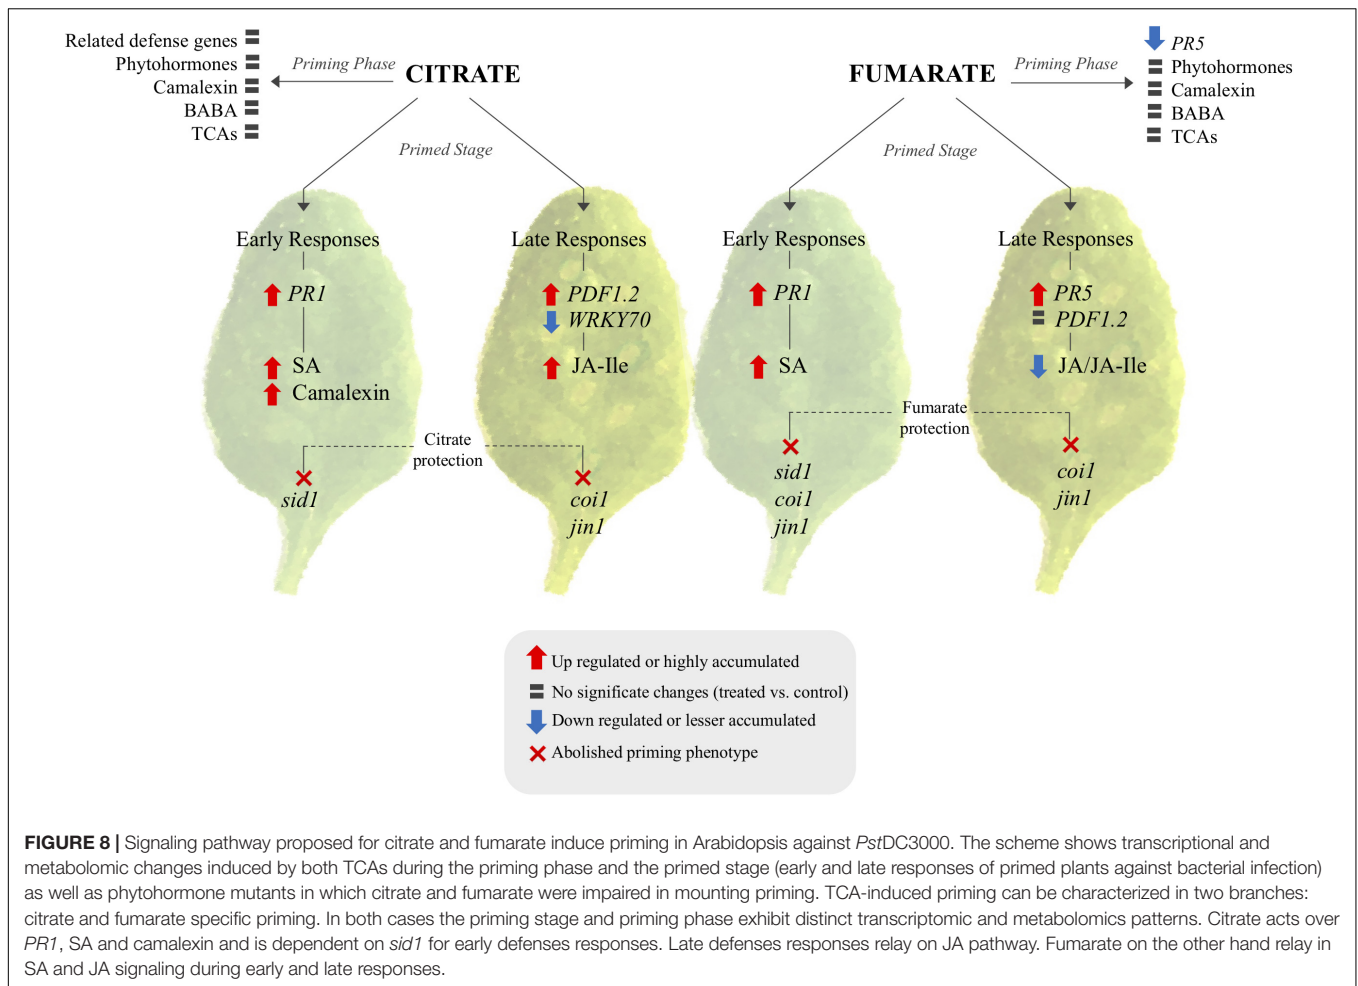 Related defense genes
Phytohormones
Camalexin
BABA
TCAs
Priming Phase
CITRATE
Primed Stage
FUMARATE
Priming Phase
PR5
Phytohormones
Camalexin
BABA
TCAs
Primed Stage
Early Responses
PR1
SA
Camalexin
sid1
Late Responses
PDF1.2
WRKY70
JA-Ile
coi1
jin1
Citrate
protection
Early Responses
PR1
SA
sid1
coi1
jin1
Late Responses
PR5
PDF1.2
JA/JA-Ile
coi1
jin1
Fumarate
protection
Up regulated or highly accumulated
No significate changes (treated vs. control)
Down regulated or lesser accumulated
Abolished priming phenotype
FIGURE 8 | Signaling pathway proposed for citrate and fumarate induce priming in Arabidopsis against PstDC3000. The scheme shows transcriptional and
metabolomic changes induced by both TCAs during the priming phase and the primed stage (early and late responses of primed plants against bacterial infection)
as well as phytohormone mutants in which citrate and fumarate were impaired in mounting priming. TCA-induced priming can be characterized in two branches:
citrate and fumarate specific priming. In both cases the priming stage and priming phase exhibit distinct transcriptomic and metabolomics patterns. Citrate acts over
PR1, SA and camalexin and is dependent on sid1 for early defenses responses. Late defenses responses relay on JA pathway. Fumarate on the other hand relay in
SA and JA signaling during early and late responses.